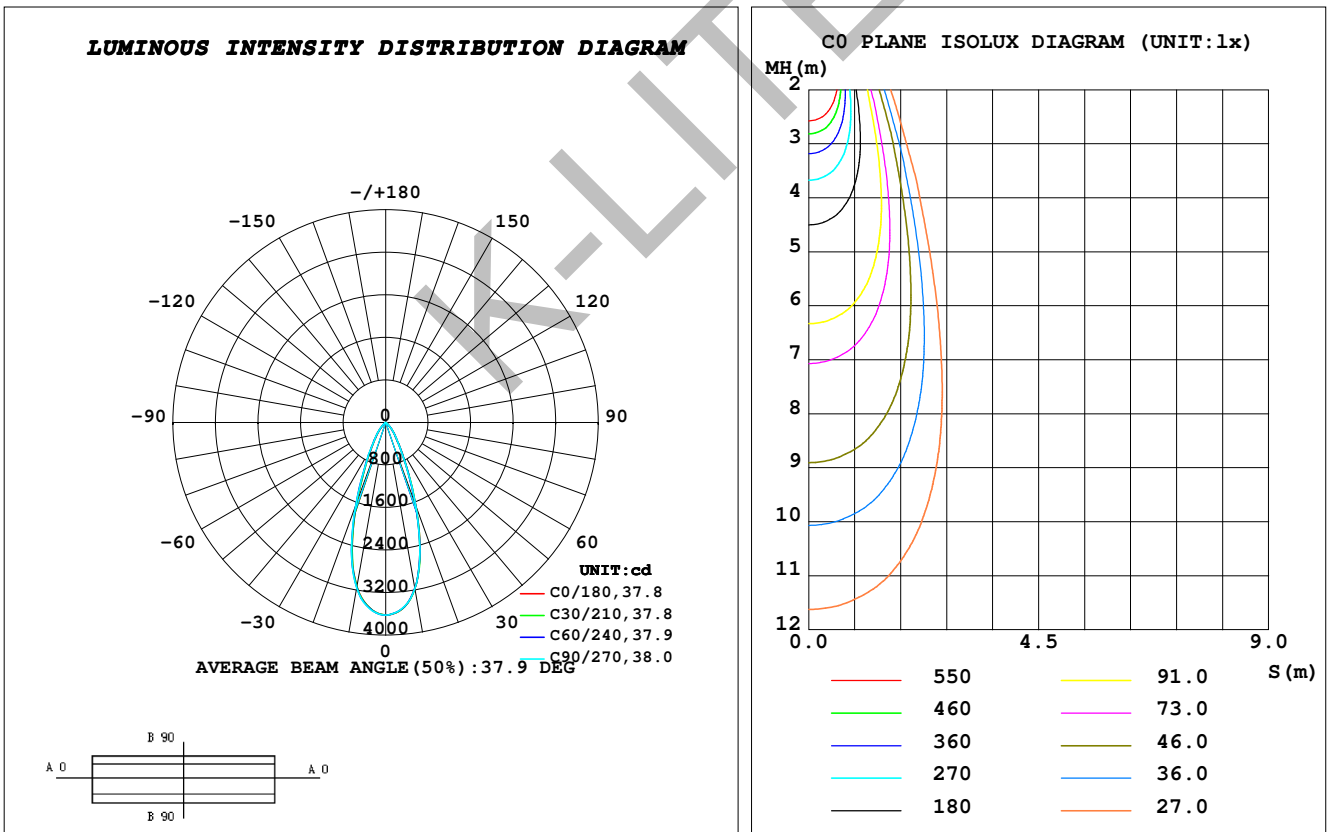 LUMINOUS INTENSITY DISTRIBUTION DIAGRAM
-/+180
-150
150
-120
120
-90
90
-60
60
-30
30
0
0
800
1600
2400
3200
4000
UNIT:cd
C0/180,37.8
C30/210,37.8
C60/240,37.9
C90/270,38.0
AVERAGE BEAM ANGLE(50%):37.9 DEG
B 90
A 0
A 0
B 90
C0 PLANE ISOLUX DIAGRAM (UNIT:lx)
MH(m)
2
3
4
5
6
7
8
9
10
11
12
0.0
4.5
9.0
S(m)
550
460
360
270
180
91.0
73.0
46.0
36.0
27.0
K-LITE